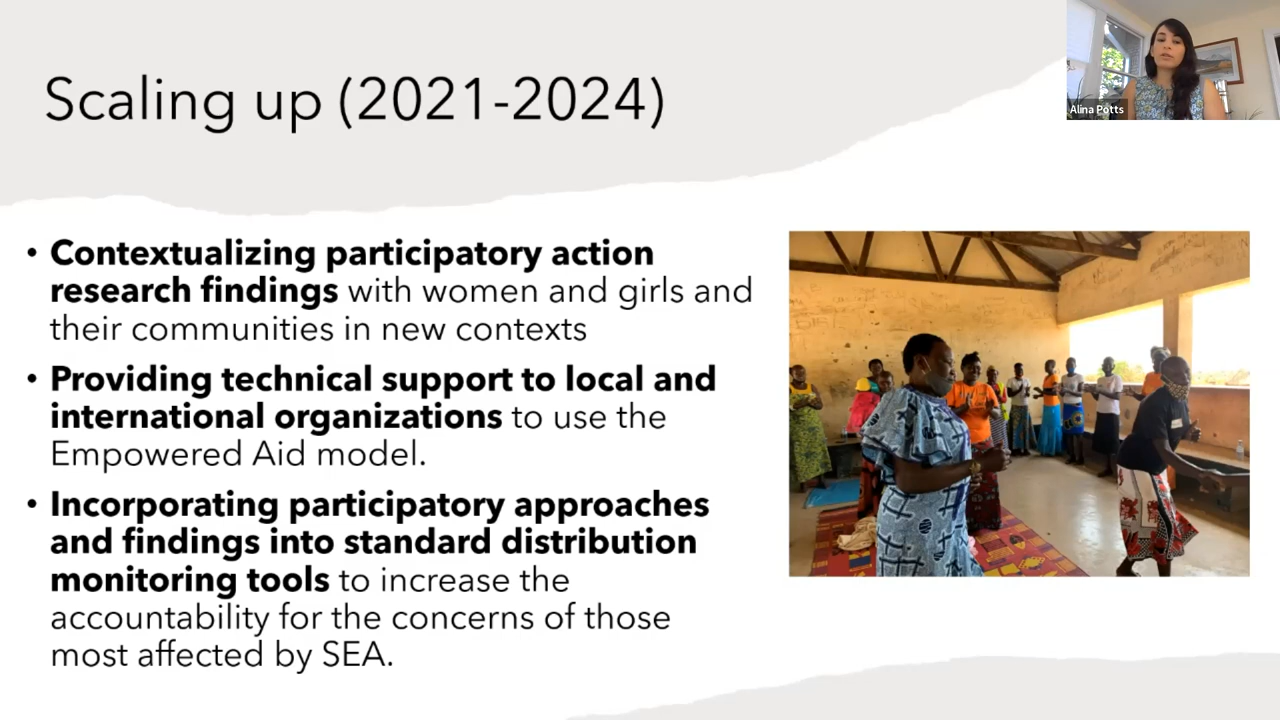 Scaling up (2021-2024)
Alina Potts
• Contextualizing participatory action
research findings with women and girls and
their communities in new contexts
• Providing technical support to local and
international organizations to use the
Empowered Aid model.
• Incorporating participatory approaches
and findings into standard distribution
monitoring tools to increase the
accountability for the concerns of those
most affected by SEA.